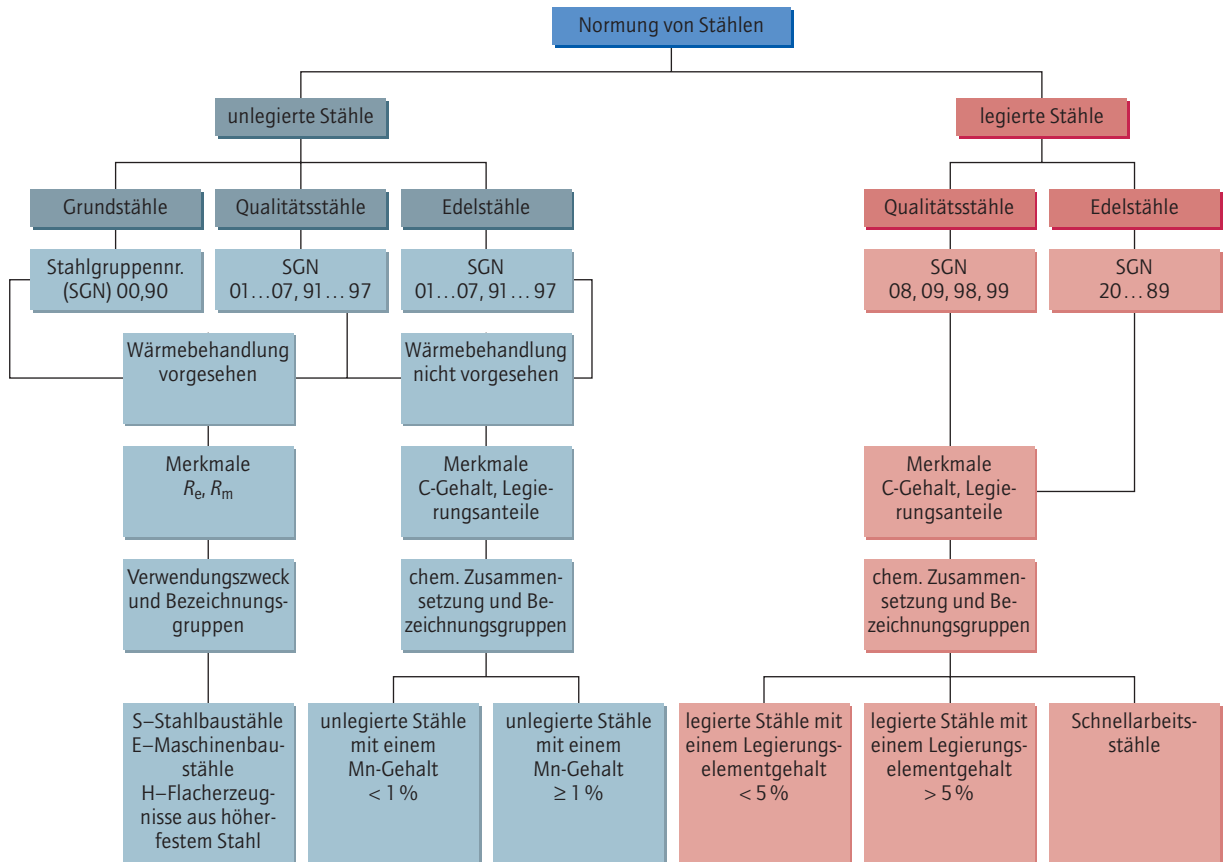 Normung von Stählen
unlegierte Stähle
legierte Stähle
Grundstähle
Qualitätsstähle
Edelstähle
Qualitätsstähle
Edelstähle
Stahlgruppennr.
(SGN) 00,90
SGN
01...07, 91... 97
SGN
01...07, 91... 97
SGN
08, 09, 98, 99
SGN
20... 89
Wärmebehandlung
vorgesehen
Wärmebehandlung
nicht vorgesehen
Merkmale
Re, Rm
Merkmale
C-Gehalt, Legie-
rungsanteile
Merkmale
C-Gehalt, Legie-
rungsanteile
Verwendungszweck
und Bezeichnungs-
gruppen
chem. Zusammen-
setzung und Be-
zeichnungsgruppen
chem. Zusammen-
setzung und Be-
zeichnungsgruppen
S–Stahlbaustähle
E–Maschinenbau-
stähle
H–Flacherzeug-
nisse aus höher-
festem Stahl
unlegierte Stähle
mit einem
Mn-Gehalt
< 1 %
unlegierte Stähle
mit einem
Mn-Gehalt
≥ 1 %
legierte Stähle mit
einem Legierungs-
elementgehalt
< 5 %
legierte Stähle mit
einem Legierungs-
elementgehalt
> 5 %
Schnellarbeits-
stähle